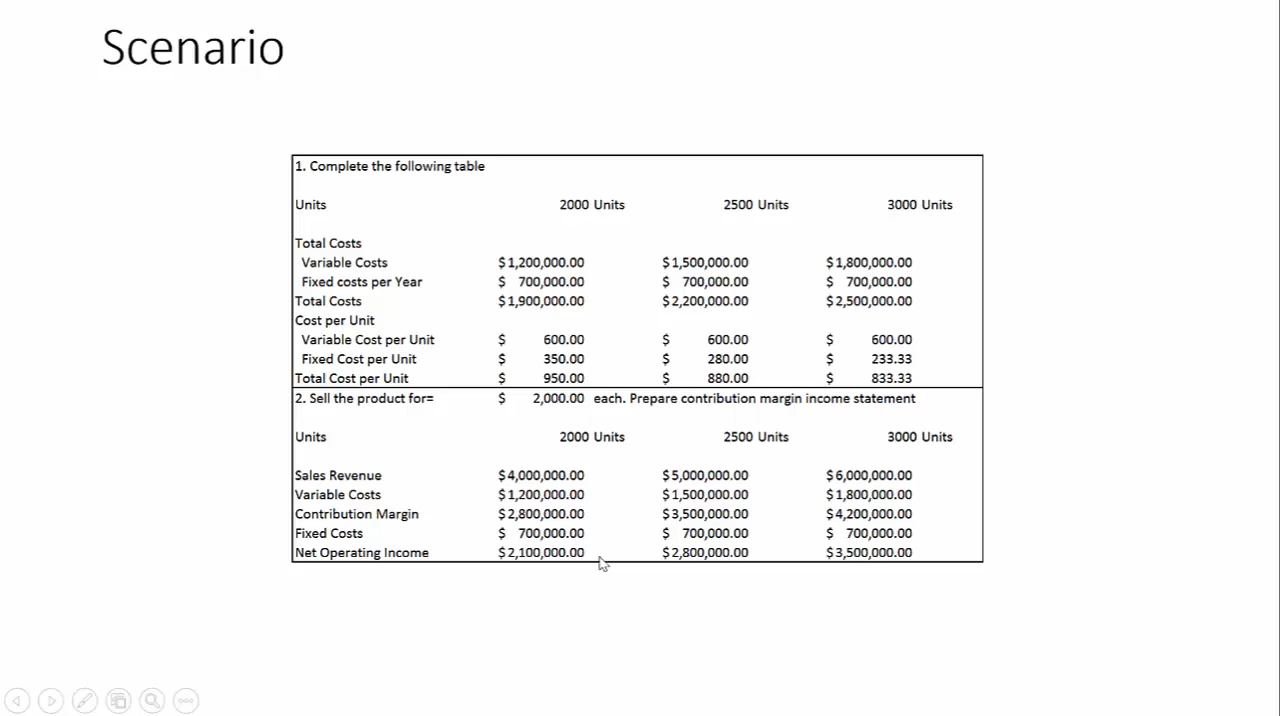 Scenario
1. Complete the following table
Units 2000 Units 2500 Units 3000 Units
Total Costs
Variable Costs $1,200,000.00 $1,500,000.00 $1,800,000.00
Fixed costs per Year $ 700,000.00 $ 700,000.00 $ 700,000.00
Total Costs $1,900,000.00 $2,200,000.00 $2,500,000.00
Cost per Unit
Variable Cost per Unit $ 600.00 $ 600.00 $ 600.00
Fixed Cost per Unit $ 350.00 $ 280.00 $ 233.33
Total Cost per Unit $ 950.00 $ 880.00 $ 833.33
2. Sell the product for= $ 2,000.00 each. Prepare contribution margin income statement
Units 2000 Units 2500 Units 3000 Units
Sales Revenue $4,000,000.00 $5,000,000.00 $6,000,000.00
Variable Costs $1,200,000.00 $1,500,000.00 $1,800,000.00
Contribution Margin $2,800,000.00 $3,500,000.00 $4,200,000.00
Fixed Costs $ 700,000.00 $ 700,000.00 $ 700,000.00
Net Operating Income $2,100,000.00 $2,800,000.00 $3,500,000.00